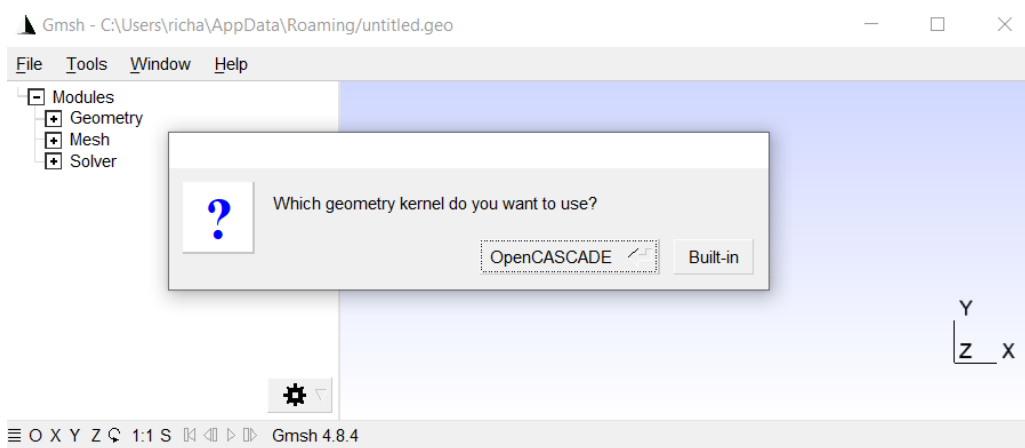 Gmsh - C:\Users\richa\AppData\Roaming/untitled.geo
File Tools Window Help
Modules
Geometry
Mesh
Solver
?
Which geometry kernel do you want to use?
OpenCASCADE Built-in
Y
Z X
O X Y Z 1:1 S Gmsh 4.8.4